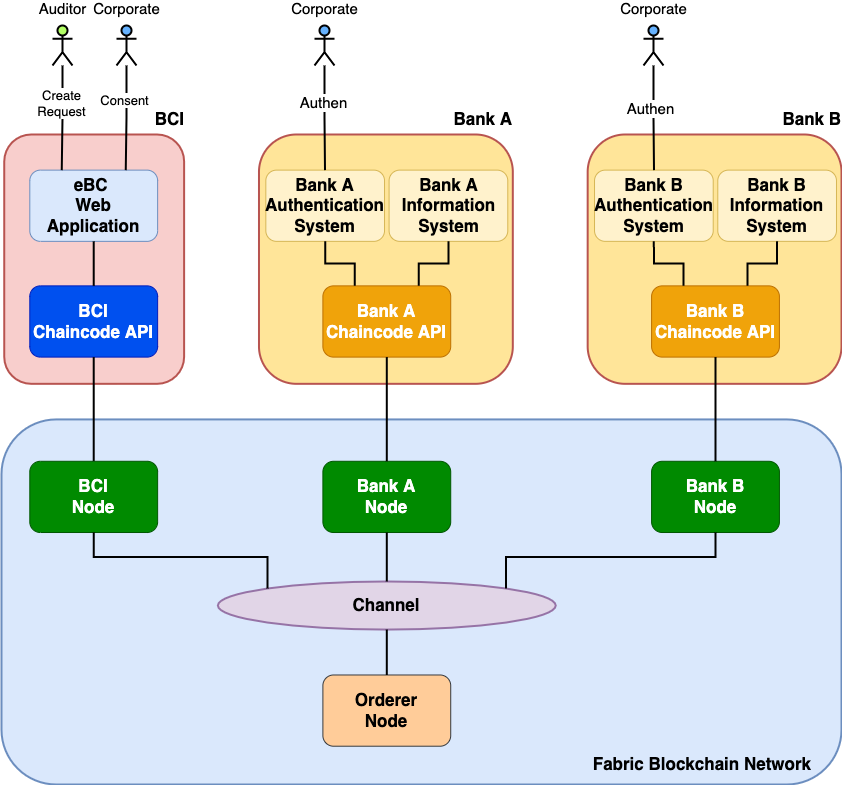 Auditor
Corporate
Corporate
Corporate
Create
Request
Consent
Authen
Authen
BCI
Bank A
Bank B
eBC
Web
Application
Bank A
Authentication
System
Bank A
Information
System
Bank B
Authentication
System
Bank B
Information
System
BCI
Chaincode API
Bank A
Chaincode API
Bank B
Chaincode API
BCI
Node
Bank A
Node
Bank B
Node
Channel
Orderer
Node
Fabric Blockchain Network